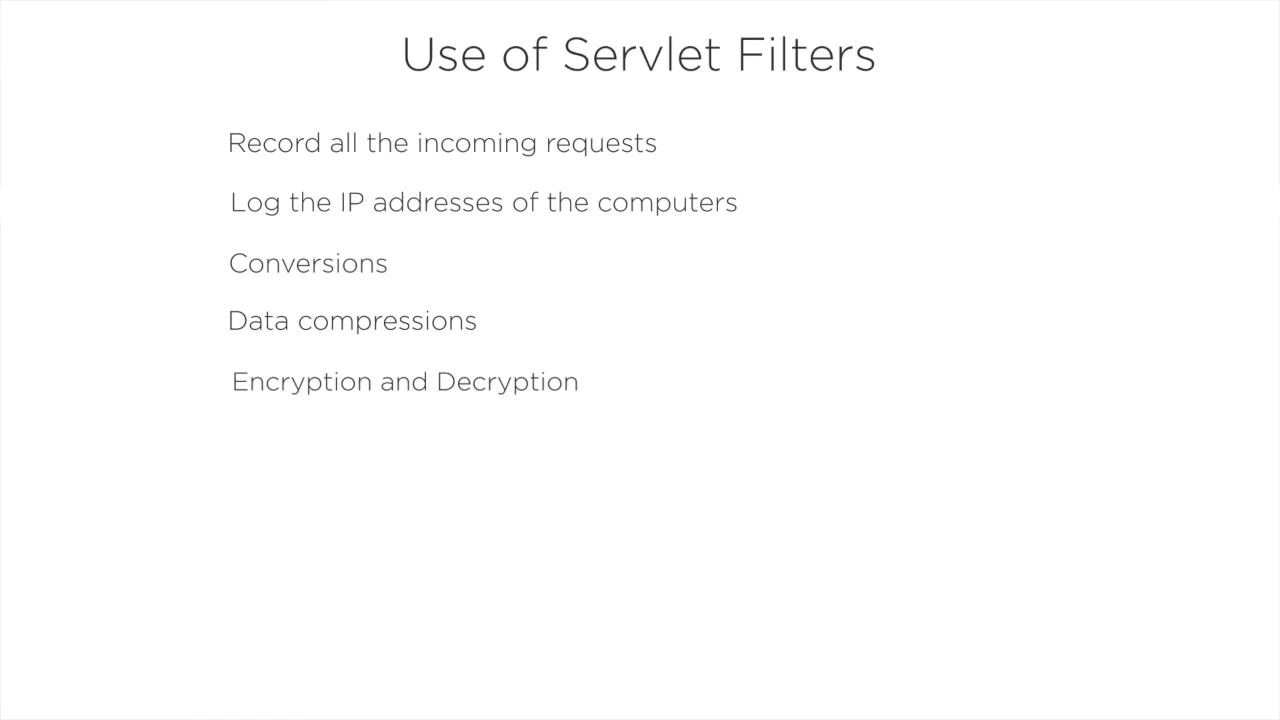 Use of Servlet Filters
Record all the incoming requests
Log the IP addresses of the computers
Conversions
Data compressions
Encryption and Decryption